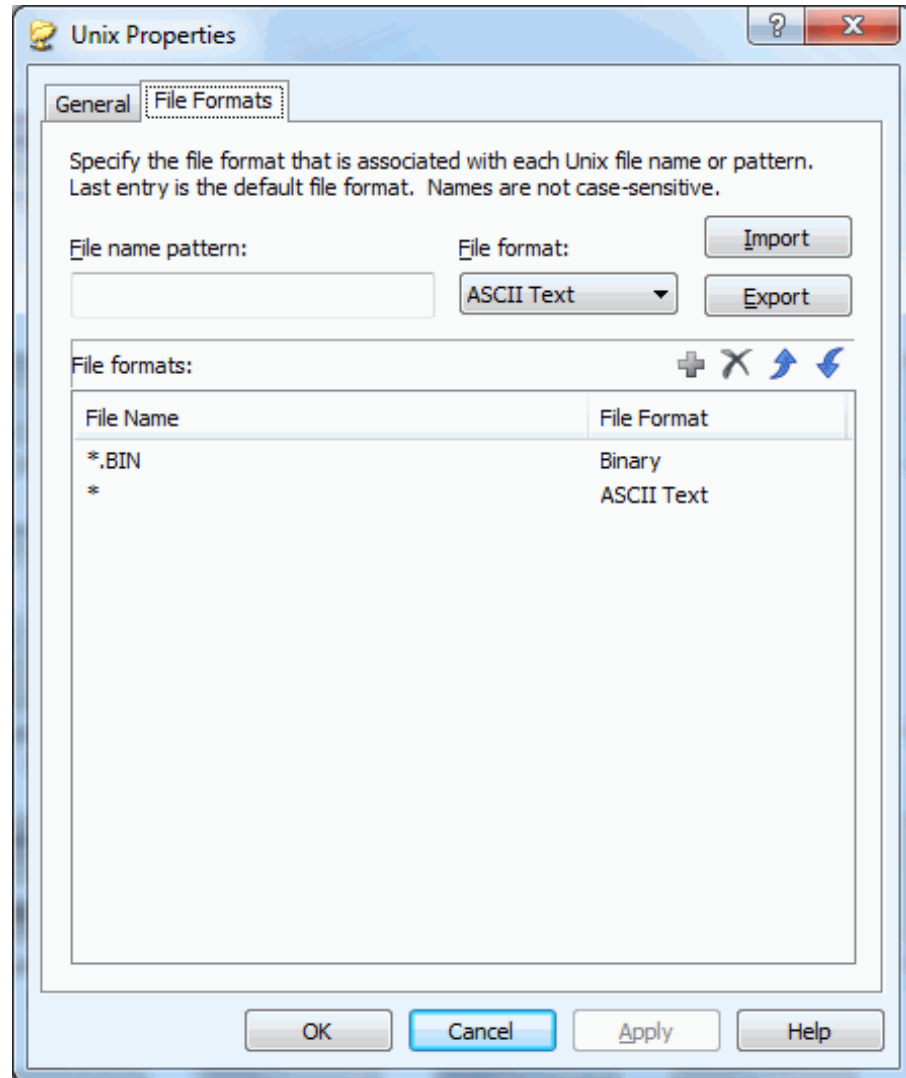 Unix Properties
General File Formats
Specify the file format that is associated with each Unix file name or pattern.
Last entry is the default file format. Names are not case-sensitive.
File name pattern: File format: Import
ASCII Text Export
File formats:
File Name File Format
*.BIN Binary
* ASCII Text
OK Cancel Apply Help